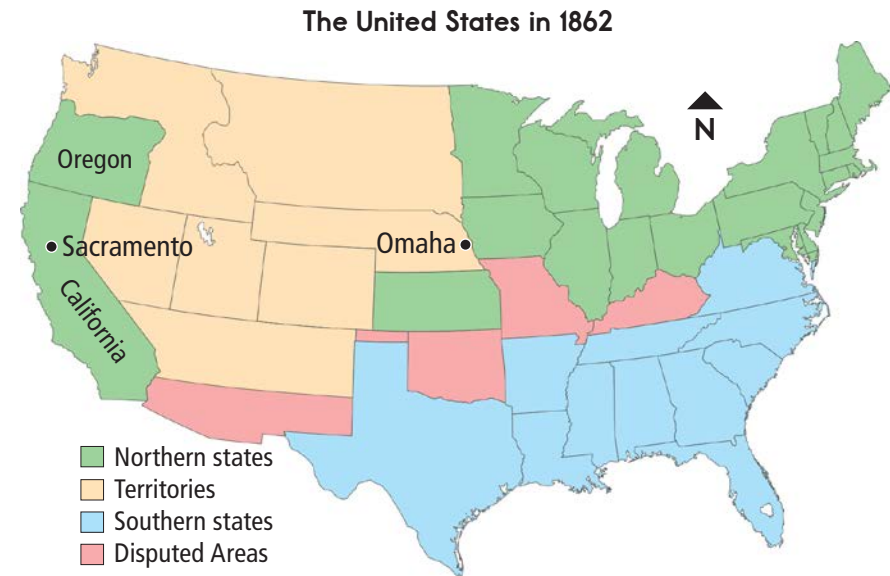 The United States in 1862
N
Oregon
Sacramento
Omaha
California
Northern states
Territories
Southern states
Disputed Areas